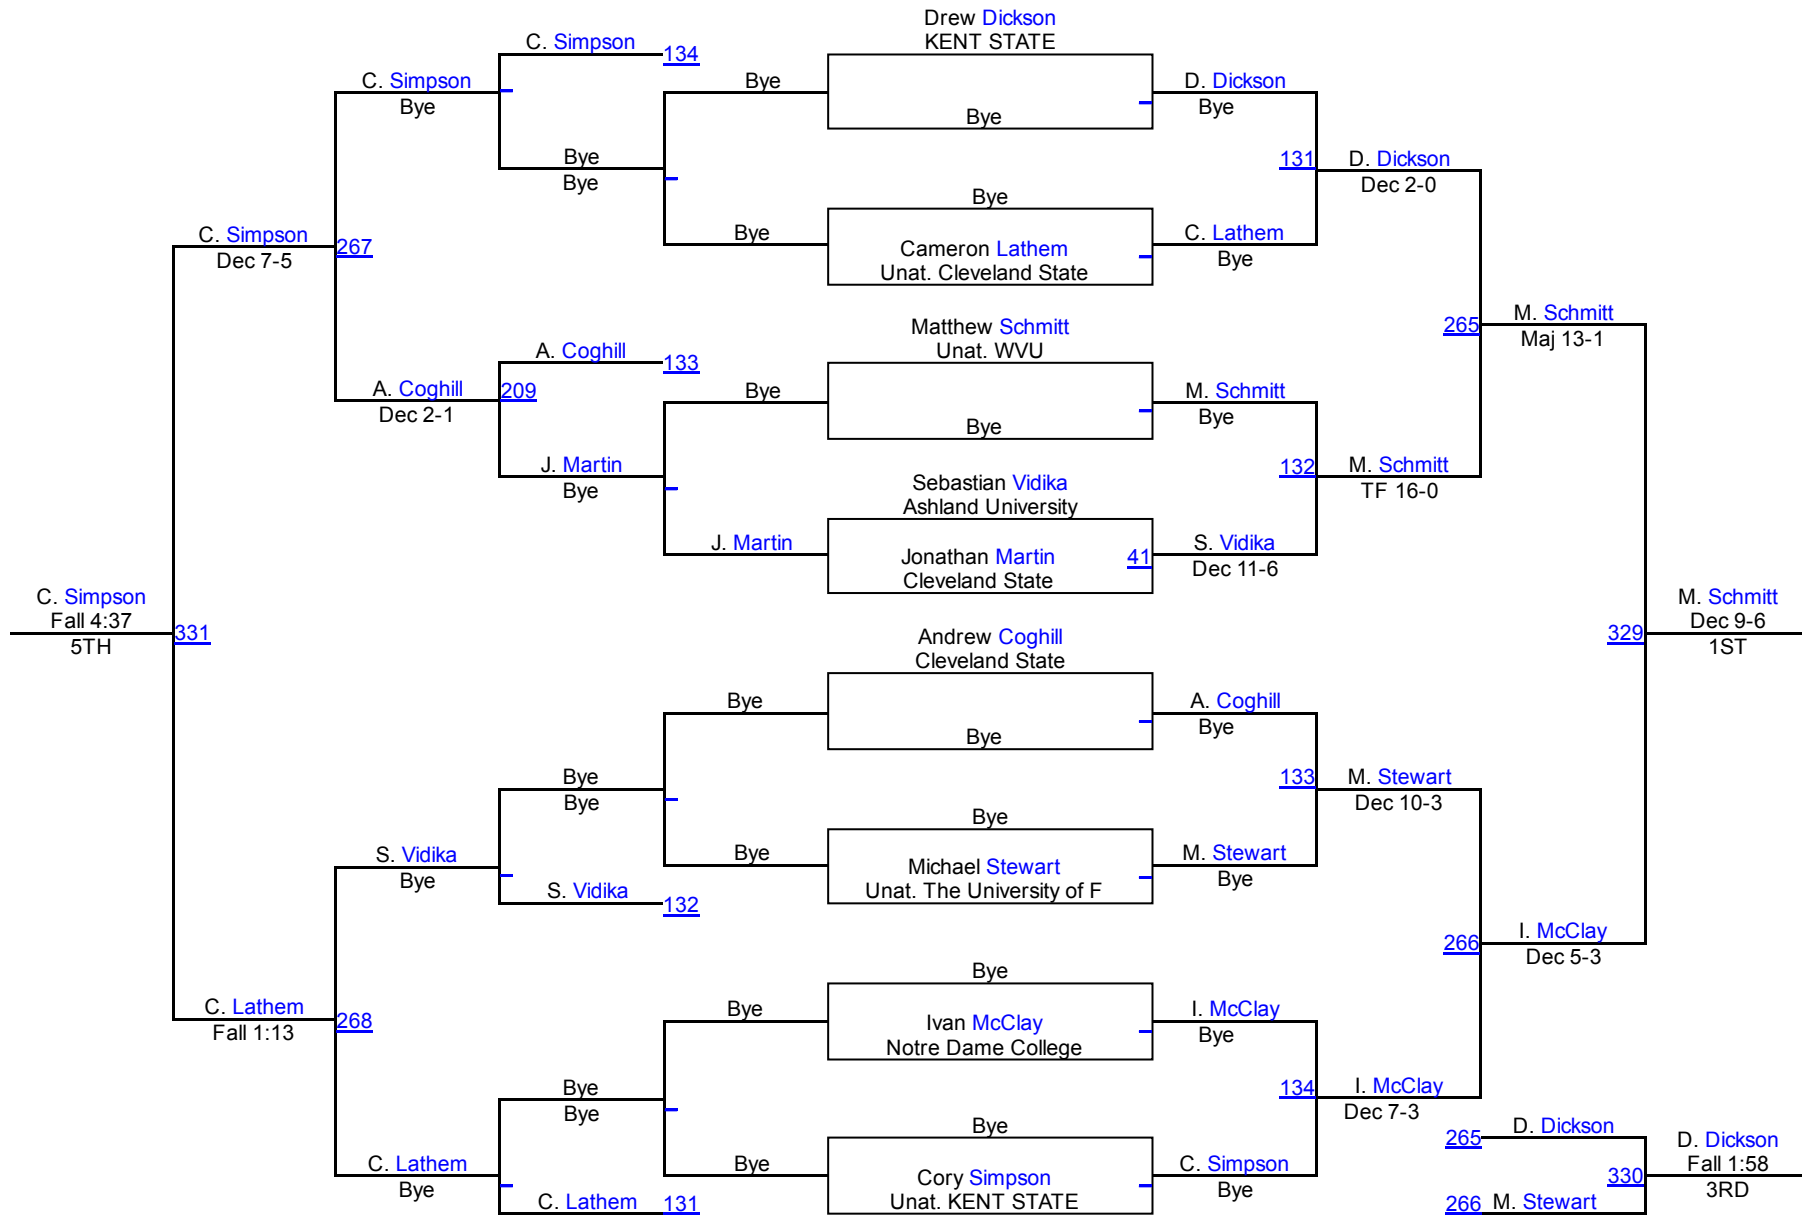 Drew Dickson
KENT STATE
C. Simpson
134
C. Simpson
Bye
Bye
D. Dickson
Bye
Bye
Bye
Bye
131
D. Dickson
Dec 2-0
Bye
Bye
C. Simpson
Dec 7-5
267
Bye
Cameron Lathem
Unat. Cleveland State
C. Lathem
Bye
Matthew Schmitt
Unat. WVU
265
M. Schmitt
Maj 13-1
A. Coghill
133
A. Coghill
Dec 2-1
209
Bye
M. Schmitt
Bye
Bye
J. Martin
Bye
132
M. Schmitt
TF 16-0
Sebastian Vidika
Ashland University
J. Martin
Jonathan Martin
Cleveland State
41
S. Vidika
Dec 11-6
C. Simpson
Fall 4:37
5TH
331
Andrew Coghill
Cleveland State
329
M. Schmitt
Dec 9-6
1ST
Bye
A. Coghill
Bye
Bye
Bye
Bye
133
M. Stewart
Dec 10-3
Bye
S. Vidika
Bye
Bye
Michael Stewart
Unat. The University of F
M. Stewart
Bye
S. Vidika
132
266
I. McClay
Dec 5-3
Bye
C. Lathem
Fall 1:13
268
Bye
Ivan McClay
Notre Dame College
I. McClay
Bye
Bye
Bye
134
I. McClay
Dec 7-3
Bye
265
D. Dickson
C. Lathem
Bye
Bye
Cory Simpson
Unat. KENT STATE
C. Simpson
Bye
330
D. Dickson
Fall 1:58
3RD
C. Lathem
131
266
M. Stewart